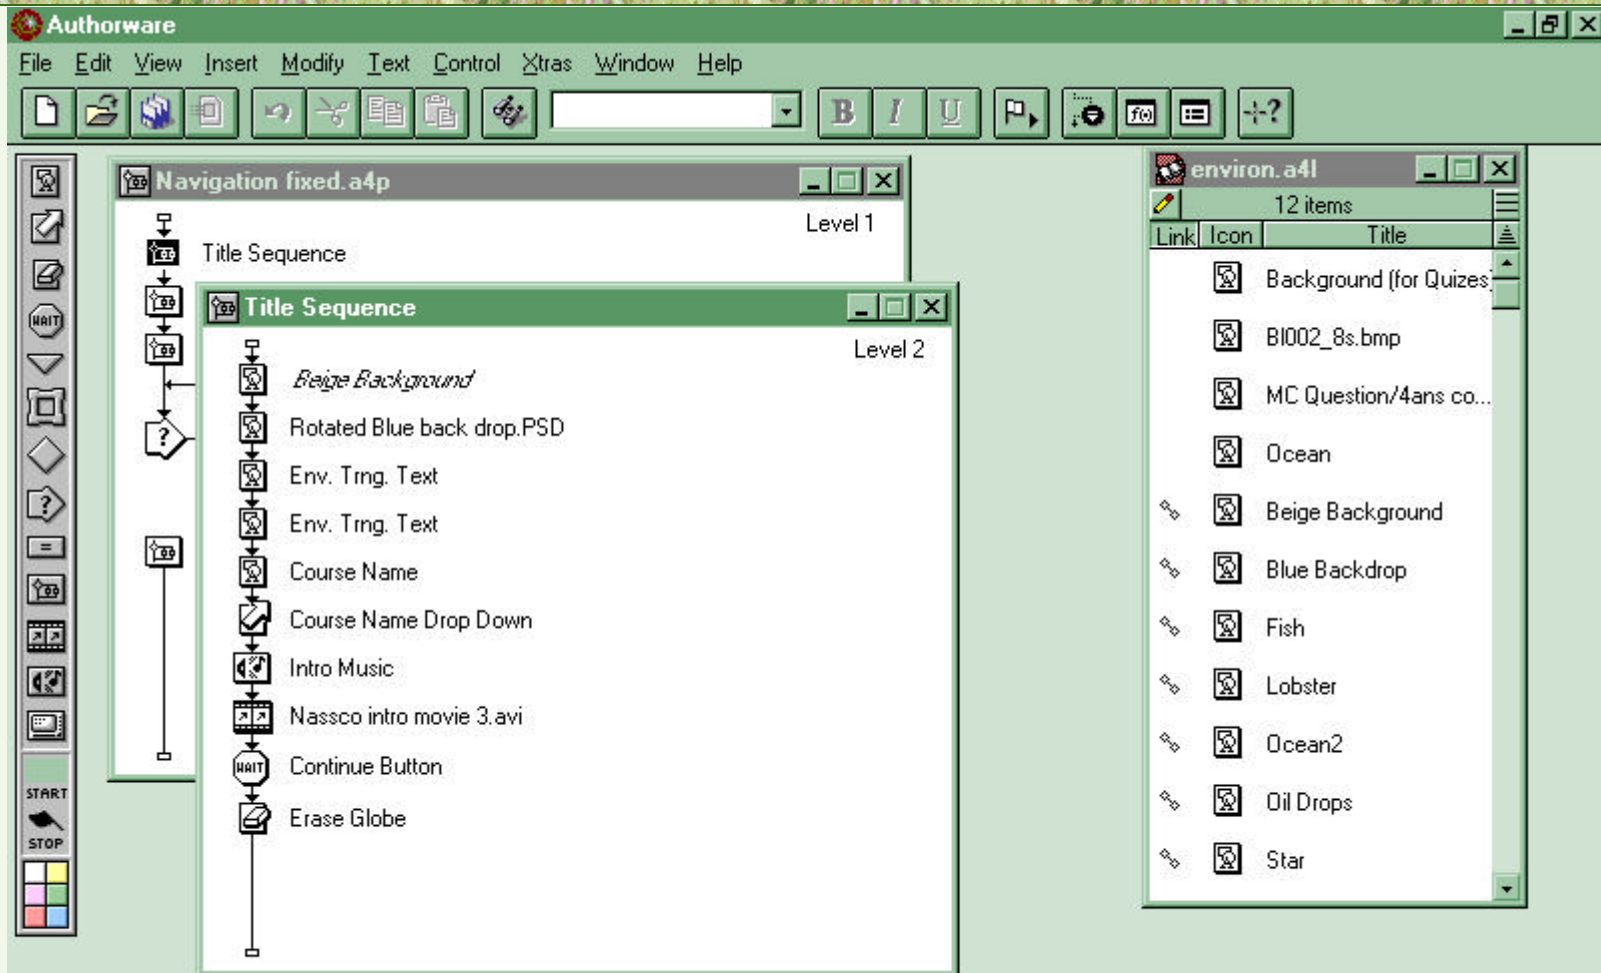 Authorware
File Edit View Insert Modify Text Control Xtras Window Help
B I U f() ?
Navigation fixed.a4p
Level 1
Title Sequence
?
Title Sequence
Level 2
Beige Background
Rotated Blue back drop.PSD
Env. Trng. Text
Env. Trng. Text
Course Name
Course Name Drop Down
Intro Music
Nassco intro movie 3.avi
WAIT Continue Button
Erase Globe
WAIT
?
=
START
STOP
environ.a4l
12 items
Link Icon Title
Background (for Quizes)
BI002_8s.bmp
MC Question/4ans co...
Ocean
Beige Background
Blue Backdrop
Fish
Lobster
Ocean2
Oil Drops
Star